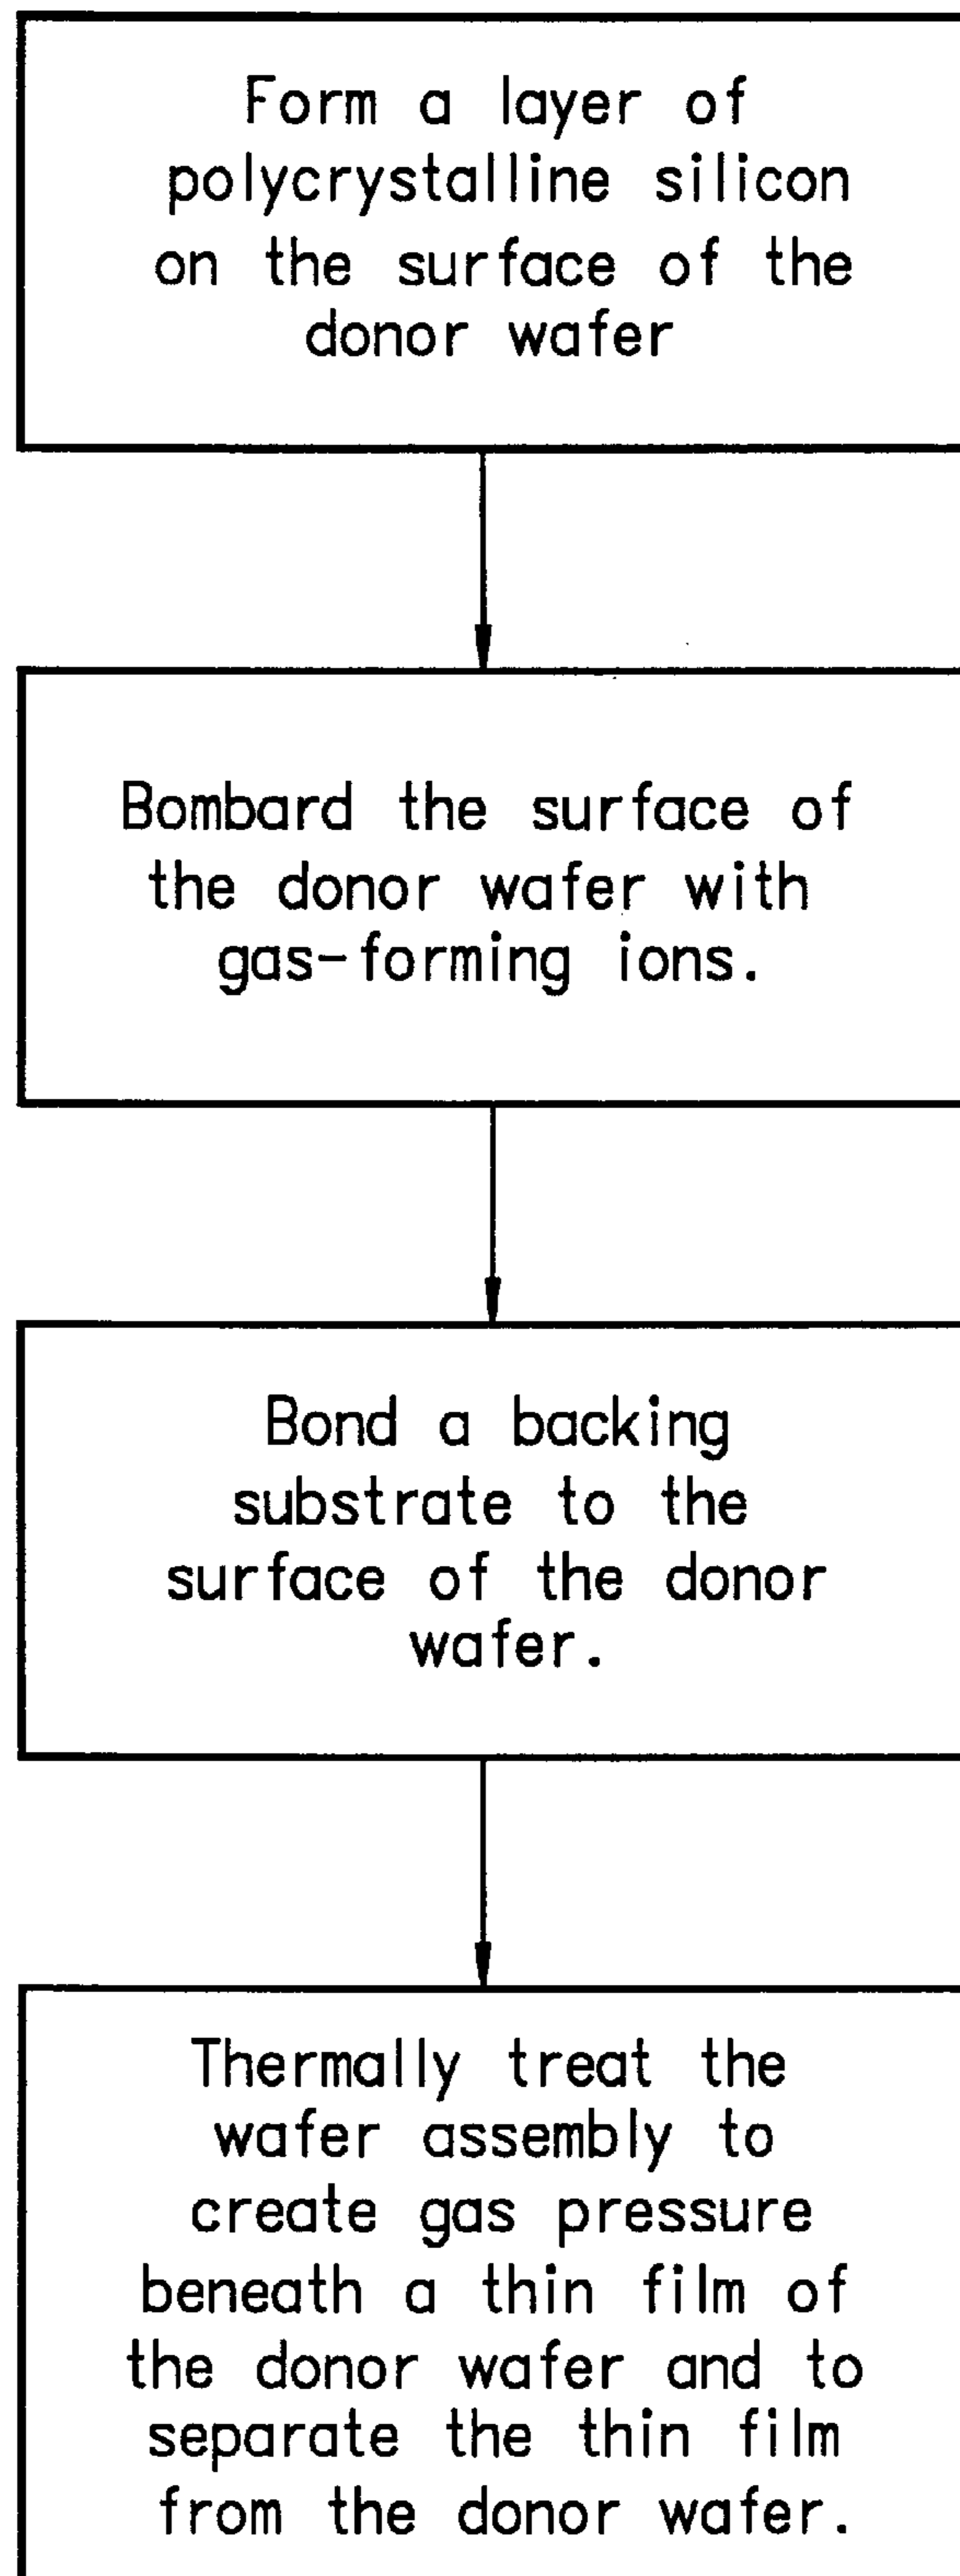 Form a layer of
polycrystalline silicon
on the surface of the
donor wafer
Bombard the surface of
the donor wafer with
gas-forming ions.
Bond a backing
substrate to the
surface of the donor
wafer.
Thermally treat the
wafer assembly to
create gas pressure
beneath a thin film of
the donor wafer and to
separate the thin film
from the donor wafer.